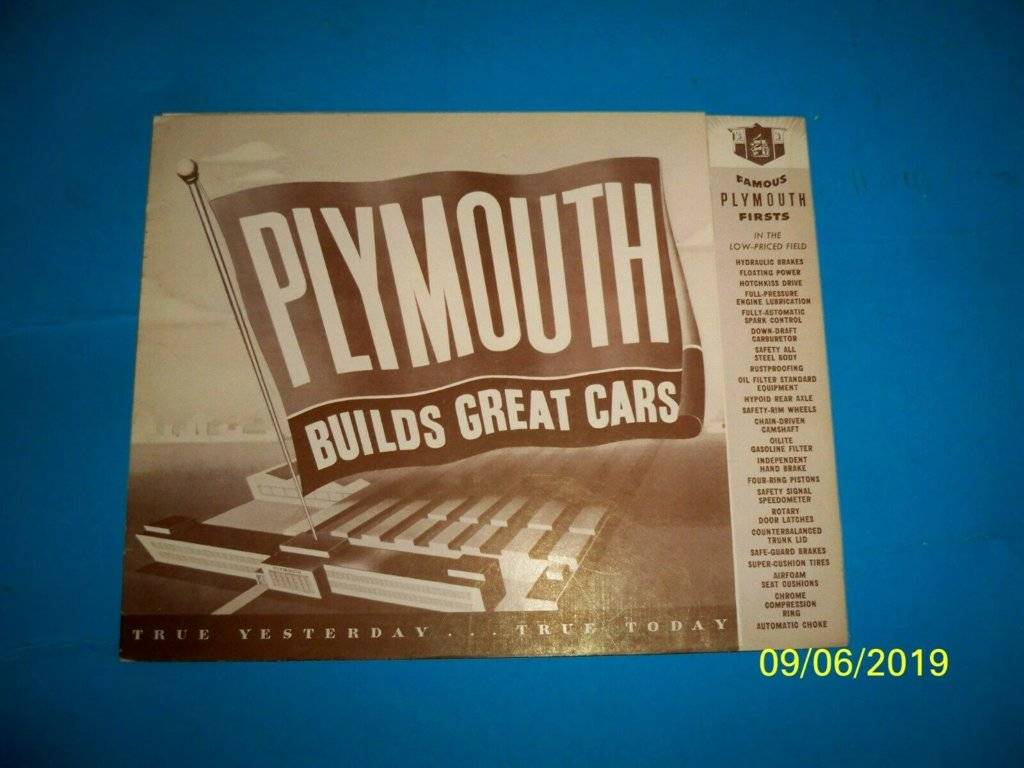 PLYMOUTH
BUILDS GREAT CARS
PLYMOUTH
TRUE YESTERDAY . . . TRUE TODAY
FAMOUS
PLYMOUTH
FIRSTS
IN THE
LOW-PRICED FIELD
HYDRAULIC BRAKES
FLOATING POWER
HOTCHKISS DRIVE
FULL-PRESSURE
ENGINE LUBRICATION
FULLY-AUTOMATIC
SPARK CONTROL
DOWN-DRAFT
CARBURETOR
SAFETY ALL
STEEL BODY
RUSTPROOFING
OIL FILTER STANDARD
EQUIPMENT
HYPOID REAR AXLE
SAFETY-RIM WHEELS
CHAIN-DRIVEN
CAMSHAFT
OILITE
GASOLINE FILTER
INDEPENDENT
HAND BRAKE
FOUR-RING PISTONS
SAFETY SIGNAL
SPEEDOMETER
ROTARY
DOOR LATCHES
COUNTERBALANCED
TRUNK LID
SAFE-GUARD BRAKES
SUPER-CUSHION TIRES
AIRFOAM
SEAT CUSHIONS
CHROME
COMPRESSION
RING
AUTOMATIC CHOKE
09/06/2019